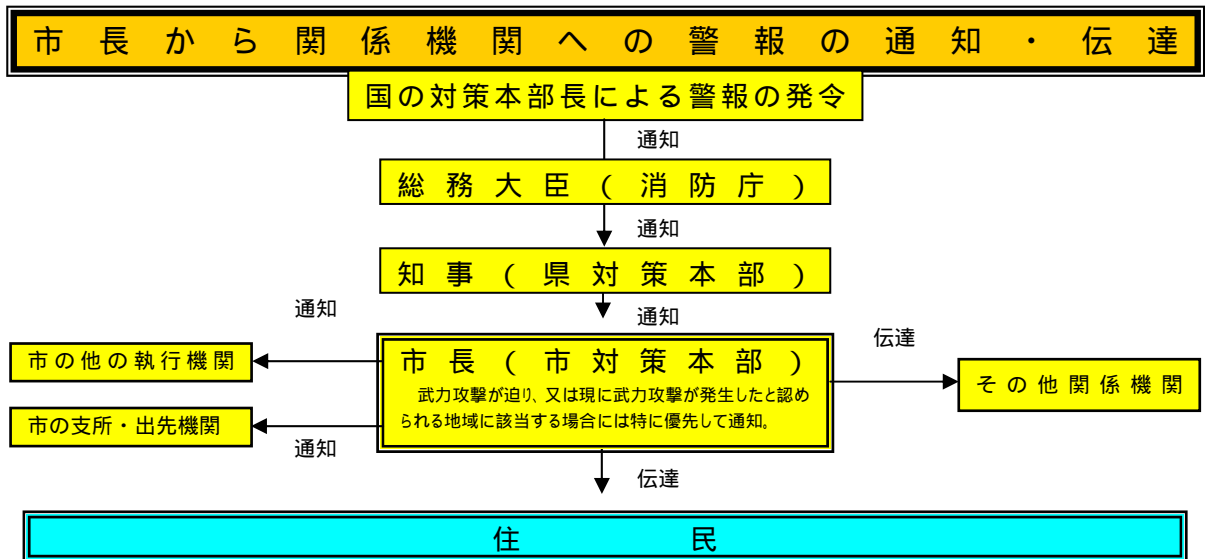 市長から関係機関への警報の通知・伝達
国の対策本部長による警報の発令
通知
総務大臣(消防庁)
通知
知事(県対策本部)
通知
通知
市長(市対策本部)
武力攻撃が迫り、又は現に武力攻撃が発生したと認め
られる地域に該当する場合には特に優先して通知。
伝達
市の他の執行機関
その他関係機関
市の支所・出先機関
通知
伝達
住民